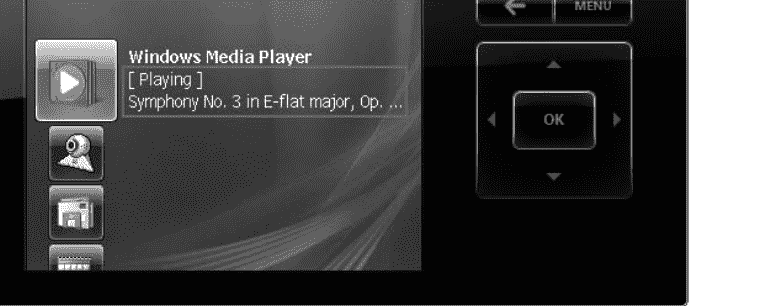 MENU
Windows Media Player
[ Playing ]
Symphony No. 3 in E-flat major, Op. ...
OK